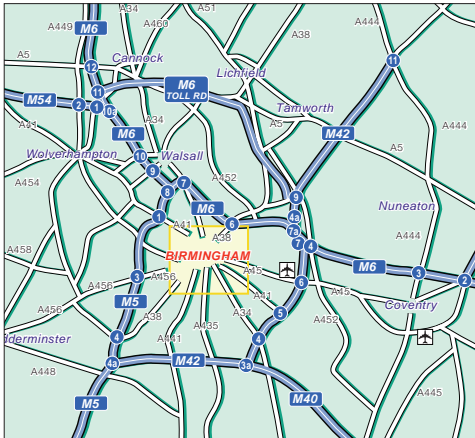 A449
A34
A51
A444
M6
A460
A38
A5
Cannock
12
11
Lichfield
M6
TOLL RD
11
Tamworth
M54
2
1
10a
M6
A34
A5
M42
A444
A41
10
Wolverhampton
Walsall
9
8
7
A452
9
A454
M6
4a
Nuneaton
1
A41
6
7a
A38
7
4
A444
A458
BIRMINGHAM
M6
3
2
3
A456
A45
6
A45
A456
M5
A41
Coventry
A456
A38
A435
A34
5
A452
dderminster
4
A441
4
4a
M42
3a
A448
M5
M40
A445